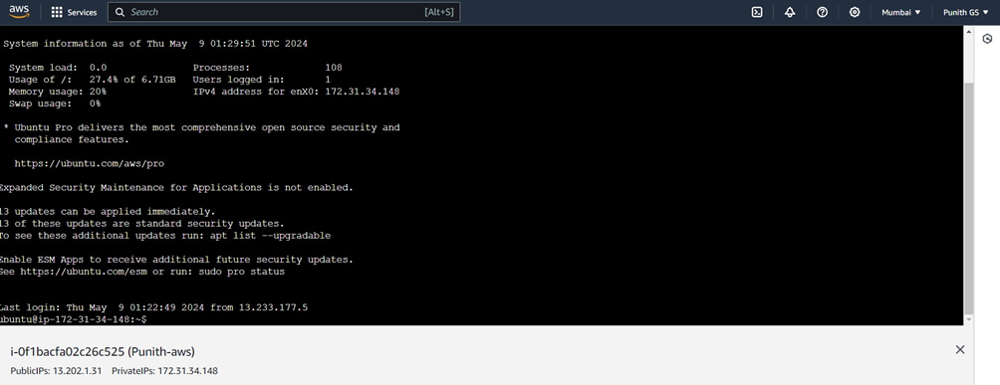 aws Services Search [Alt+S] Mumbai Punith GS
System information as of Thu May 9 01:29:51 UTC 2024
System load: 0.0 Processes: 108
Usage of /: 27.4% of 6.71GB Users logged in: 1
Memory usage: 20% IPv4 address for enX0: 172.31.34.148
Swap usage: 0%
* Ubuntu Pro delivers the most comprehensive open source security and
compliance features.
https://ubuntu.com/aws/pro
Expanded Security Maintenance for Applications is not enabled.
13 updates can be applied immediately.
13 of these updates are standard security updates.
To see these additional updates run: apt list --upgradable
Enable ESM Apps to receive additional future security updates.
See https://ubuntu.com/esm or run: sudo pro status
Last login: Thu May 9 01:22:49 2024 from 13.233.177.5
ubuntu@ip-172-31-34-148:~$
i-0f1bacfa02c26c525 (Punith-aws)
PublicIPs: 13.202.1.31 PrivateIPs: 172.31.34.148